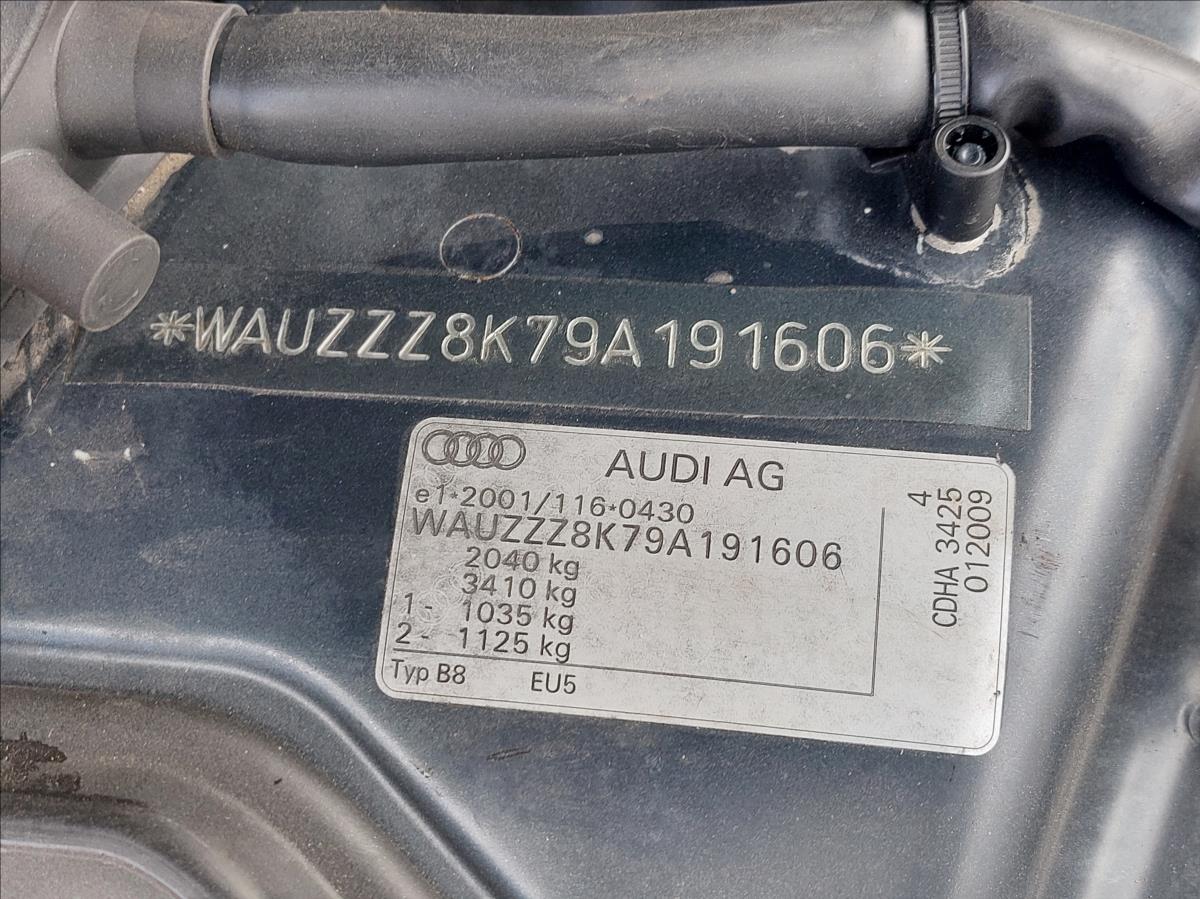 *WAUZZZ8K79A191606*
AUDI AG
e1*2001/116*0430
WAUZZZ8K79A191606
2040 kg
3410 kg
1- 1035 kg
2- 1125 kg
Typ B8 EU5
4
CDHA 3425
012009